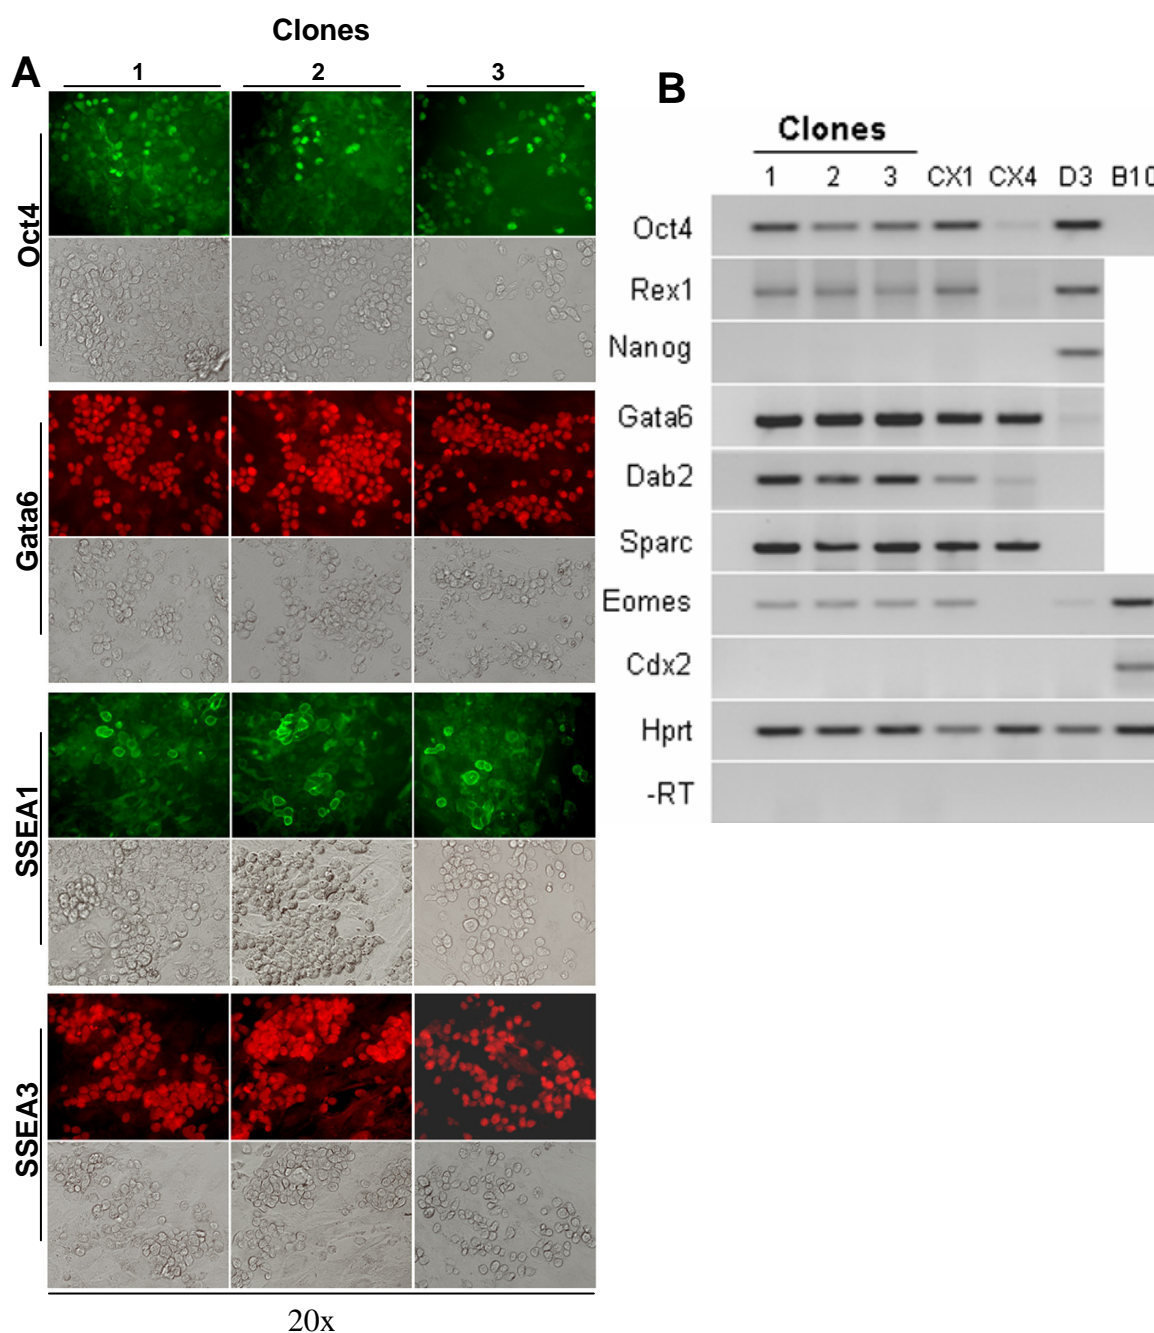 Clones
A
1 2 3
Oct4
Gata6
SSEA1
SSEA3
20x
B
Clones
1 2 3 CX1 CX4 D3 B10
Oct4
Rex1
Nanog
Gata6
Dab2
Sparc
Eomes
Cdx2
Hprt
-RT